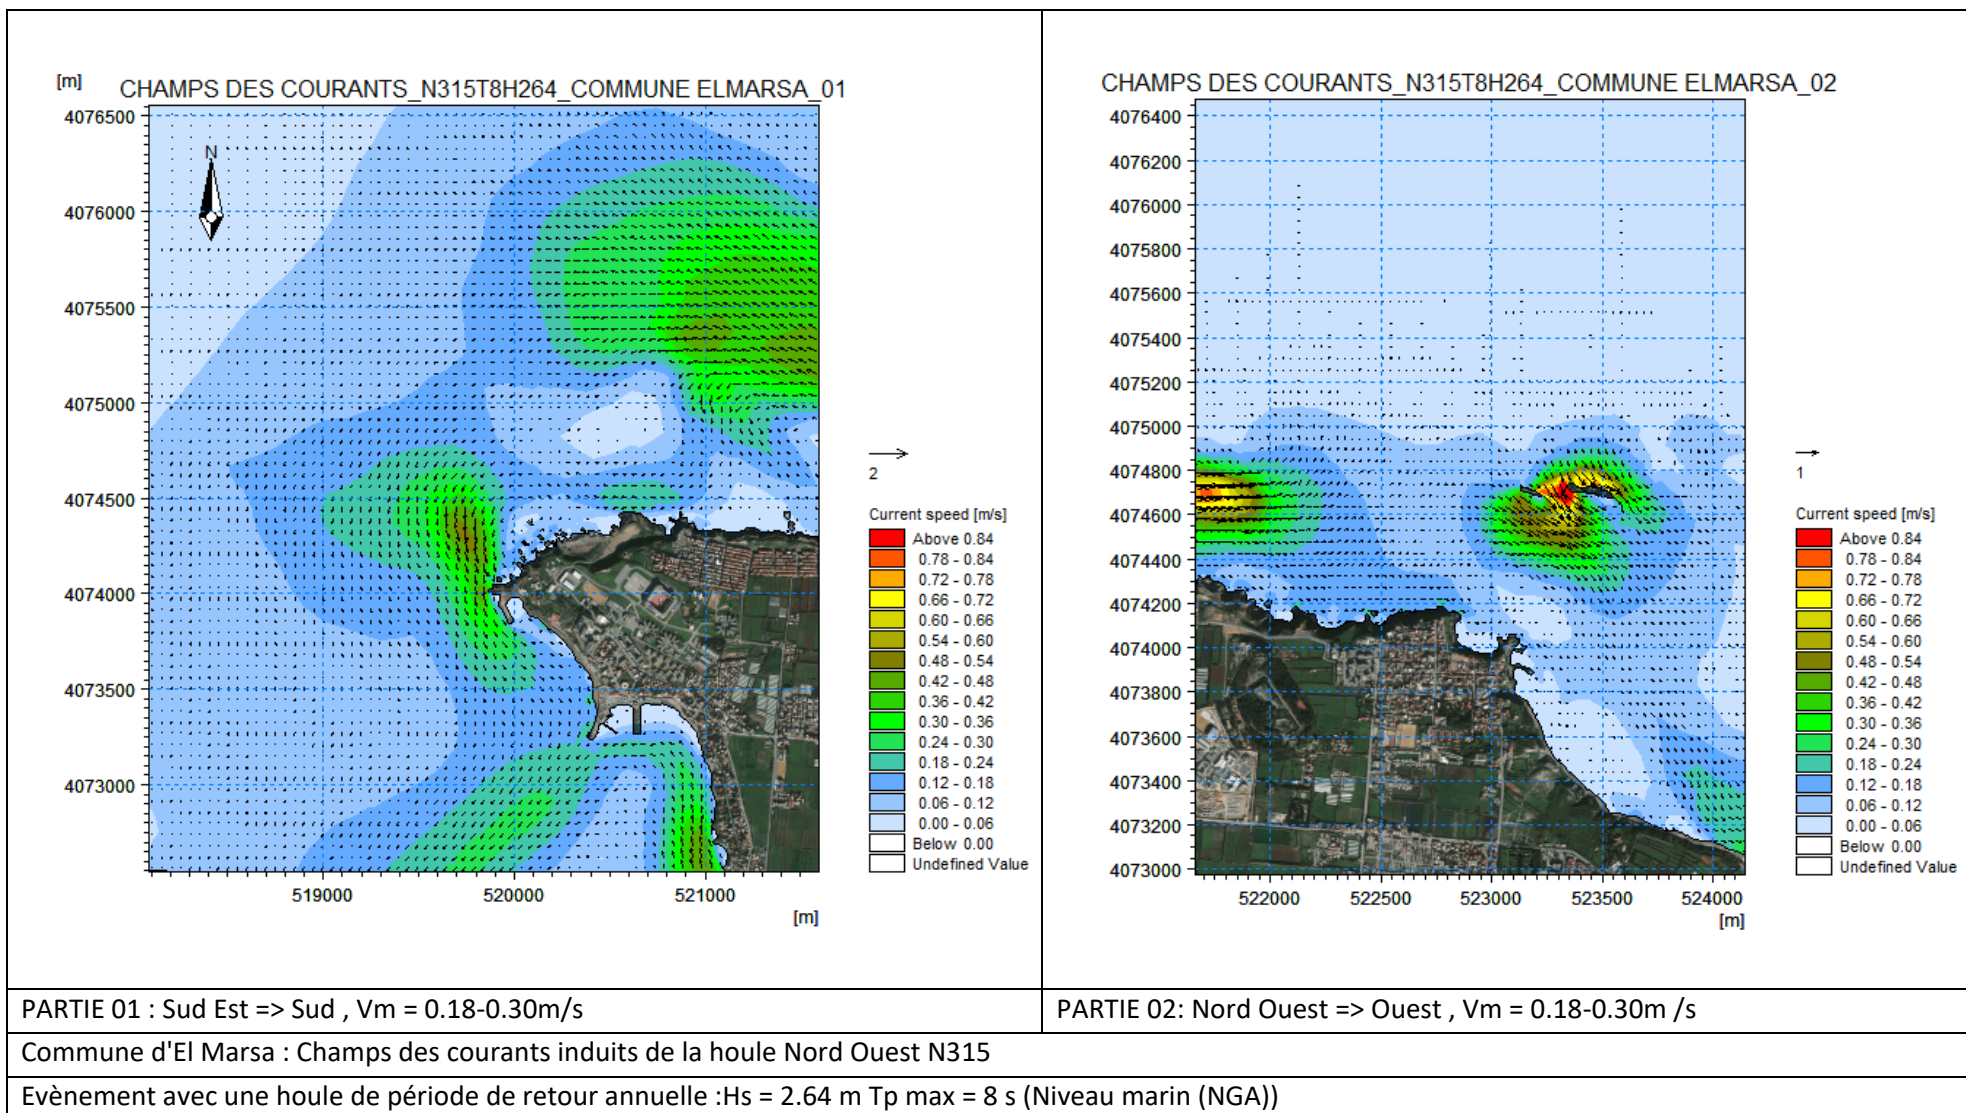 [m]
CHAMPS DES COURANTS_N315T8H264_COMMUNE ELMARSA_01
4076500
4076000
4075500
4075000
4074500
4074000
4073500
4073000
N
519000
520000
521000
[m]
2
Current speed [m/s]
Above 0.84
0.78 - 0.84
0.72 - 0.78
0.66 - 0.72
0.60 - 0.66
0.54 - 0.60
0.48 - 0.54
0.42 - 0.48
0.36 - 0.42
0.30 - 0.36
0.24 - 0.30
0.18 - 0.24
0.12 - 0.18
0.06 - 0.12
0.00 - 0.06
Below 0.00
Undefined Value
CHAMPS DES COURANTS_N315T8H264_COMMUNE ELMARSA_02
4076400
4076200
4076000
4075800
4075600
4075400
4075200
4075000
4074800
4074600
4074400
4074200
4074000
4073800
4073600
4073400
4073200
4073000
522000
522500
523000
523500
524000
[m]
1
Current speed [m/s]
Above 0.84
0.78 - 0.84
0.72 - 0.78
0.66 - 0.72
0.60 - 0.66
0.54 - 0.60
0.48 - 0.54
0.42 - 0.48
0.36 - 0.42
0.30 - 0.36
0.24 - 0.30
0.18 - 0.24
0.12 - 0.18
0.06 - 0.12
0.00 - 0.06
Below 0.00
Undefined Value
PARTIE 01 : Sud Est => Sud , Vm = 0.18-0.30m/s
PARTIE 02: Nord Ouest => Ouest , Vm = 0.18-0.30m /s
Commune d'El Marsa : Champs des courants induits de la houle Nord Ouest N315
Evènement avec une houle de période de retour annuelle :Hs = 2.64 m Tp max = 8 s (Niveau marin (NGA))